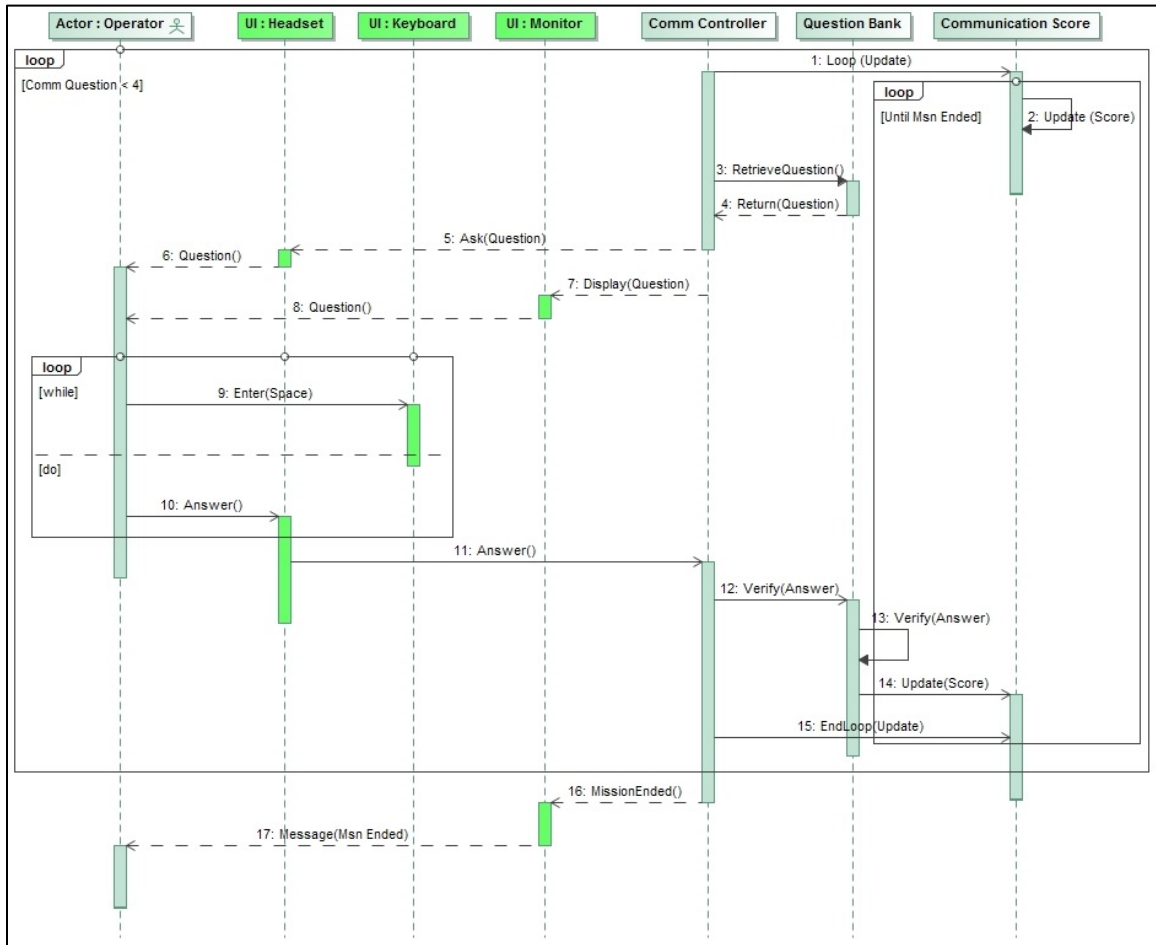 Actor : Operator
UI : Headset
UI : Keyboard
UI : Monitor
Comm Controller
Question Bank
Communication Score
loop
[Comm Question < 4]
1: Loop (Update)
loop
[Until Msn Ended]
2: Update (Score)
3: RetrieveQuestion()
4: Return(Question)
5: Ask(Question)
6: Question()
7: Display(Question)
8: Question()
loop
[while]
9: Enter(Space)
[do]
10: Answer()
11: Answer()
12: Verify(Answer)
13: Verify(Answer)
14: Update(Score)
15: EndLoop(Update)
16: MissionEnded()
17: Message(Msn Ended)